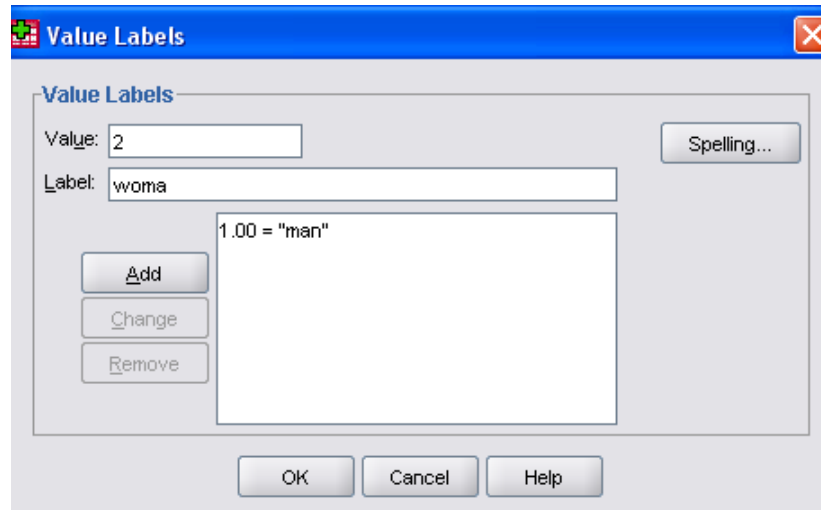 Value Labels
Value Labels
Value: 2
Spelling...
Label: woma
1.00 = "man"
Add
Change
Remove
OK Cancel Help